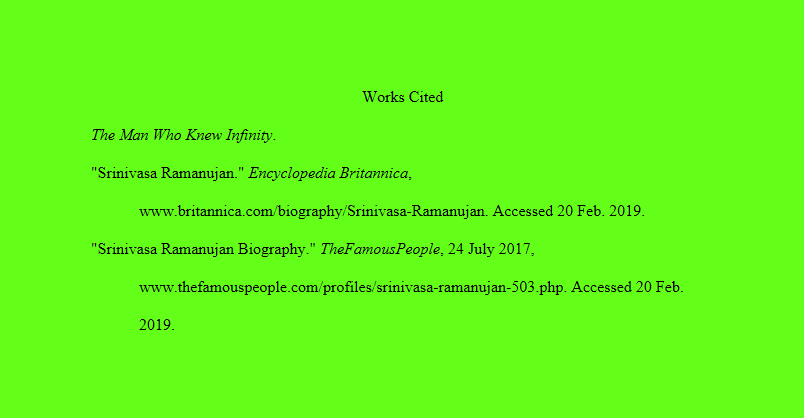 Works Cited
The Man Who Knew Infinity.
"Srinivasa Ramanujan." Encyclopedia Britannica,
www.britannica.com/biography/Srinivasa-Ramanujan. Accessed 20 Feb. 2019.
"Srinivasa Ramanujan Biography." TheFamousPeople, 24 July 2017,
www.thefamouspeople.com/profiles/srinivasa-ramanujan-503.php. Accessed 20 Feb.
2019.